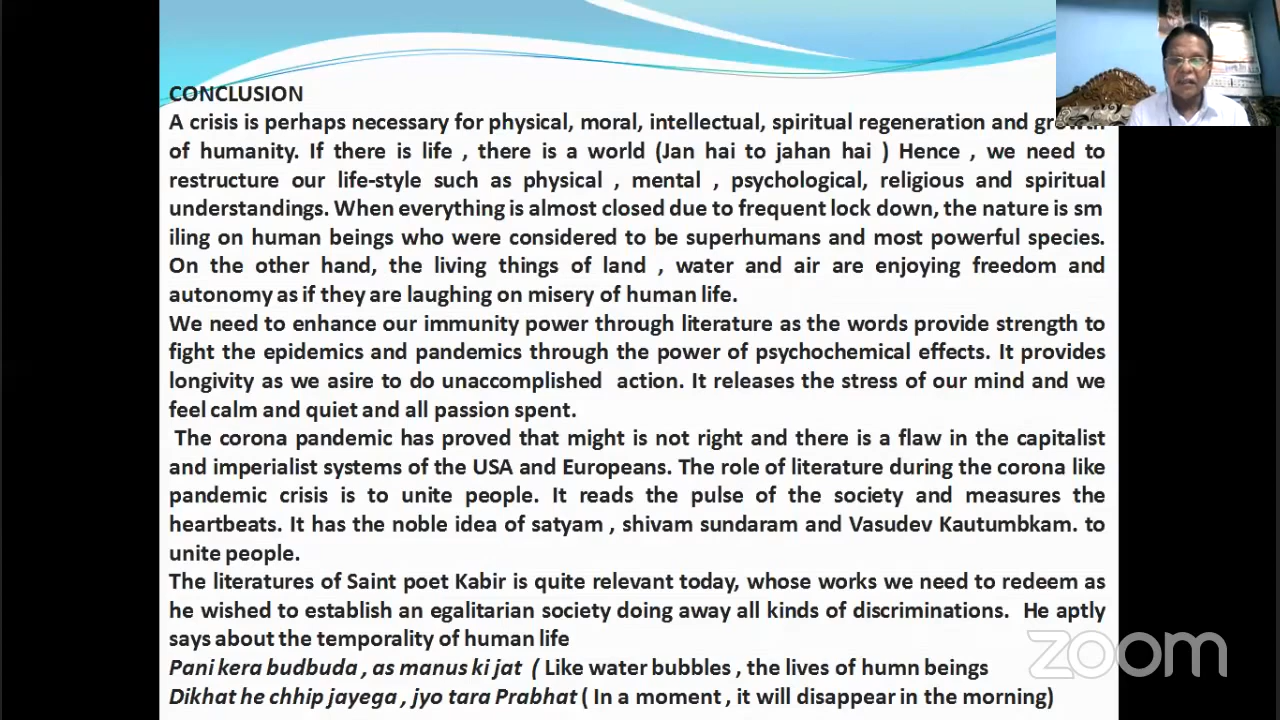 CONCLUSION
A crisis is perhaps necessary for physical, moral, intellectual, spiritual regeneration and growth
of humanity. If there is life , there is a world (Jan hai to jahan hai ) Hence , we need to
restructure our life-style such as physical , mental , psychological, religious and spiritual
understandings. When everything is almost closed due to frequent lock down, the nature is sm
iling on human beings who were considered to be superhumans and most powerful species.
On the other hand, the living things of land , water and air are enjoying freedom and
autonomy as if they are laughing on misery of human life.
We need to enhance our immunity power through literature as the words provide strength to
fight the epidemics and pandemics through the power of psychochemical effects. It provides
longivity as we asire to do unaccomplished action. It releases the stress of our mind and we
feel calm and quiet and all passion spent.
The corona pandemic has proved that might is not right and there is a flaw in the capitalist
and imperialist systems of the USA and Europeans. The role of literature during the corona like
pandemic crisis is to unite people. It reads the pulse of the society and measures the
heartbeats. It has the noble idea of satyam , shivam sundaram and Vasudev Kautumbkam. to
unite people.
The literatures of Saint poet Kabir is quite relevant today, whose works we need to redeem as
he wished to establish an egalitarian society doing away all kinds of discriminations. He aptly
says about the temporality of human life
Pani kera budbuda , as manus ki jat ( Like water bubbles , the lives of humn beings
Dikhat he chhip jayega , jyo tara Prabhat ( In a moment , it will disappear in the morning)
zoom